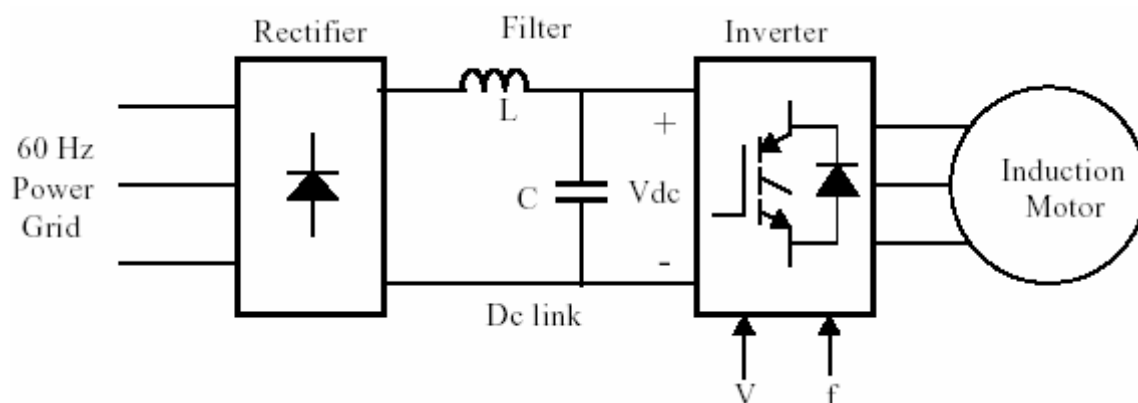 Rectifier
Filter
Inverter
60 Hz
Power
Grid
L
C
+
Vdc
-
Dc link
Induction
Motor
V
f